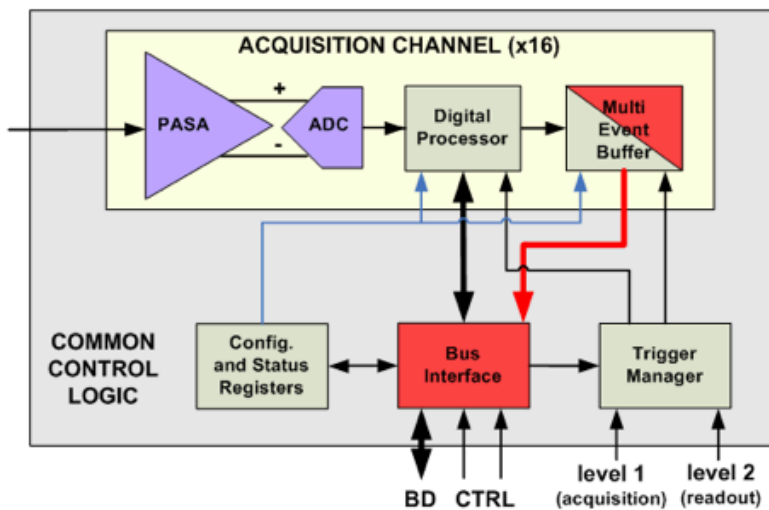 ACQUISITION CHANNEL (x16)
+
PASA
ADC
-
Digital
Processor
Multi
Event
Buffer
COMMON
CONTROL
LOGIC
Config.
and Status
Registers
Bus
Interface
Trigger
Manager
BD
CTRL
level 1
(acquisition)
level 2
(readout)